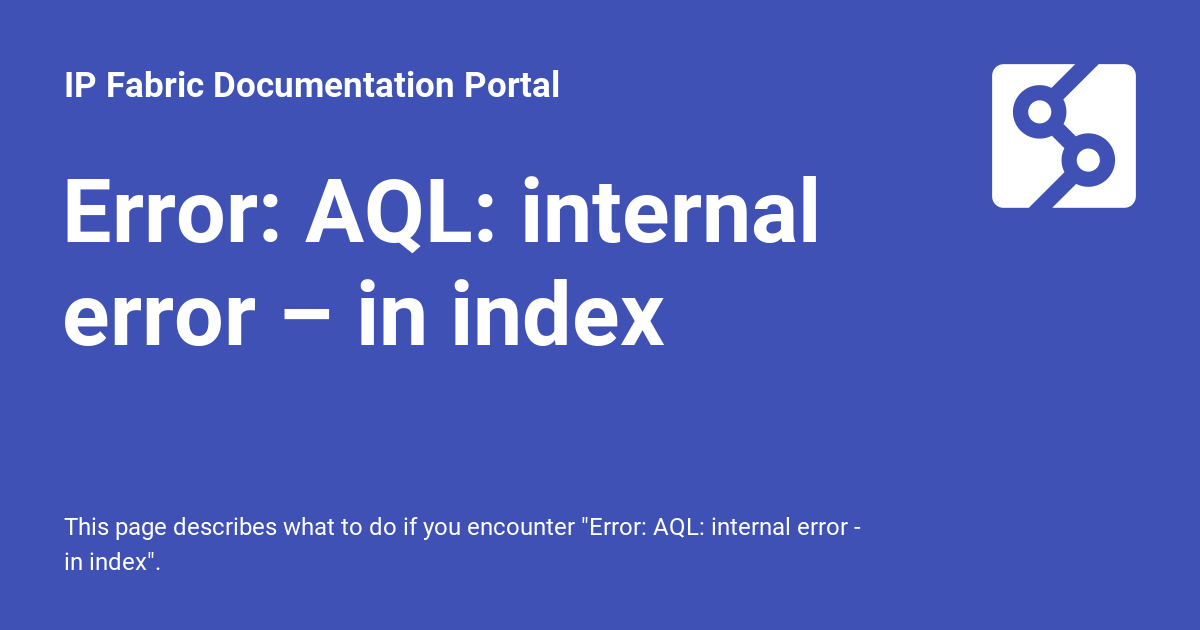 IP Fabric Documentation Portal
Error: AQL: internal
error – in index
This page describes what to do if you encounter "Error: AQL: internal error -
in index".